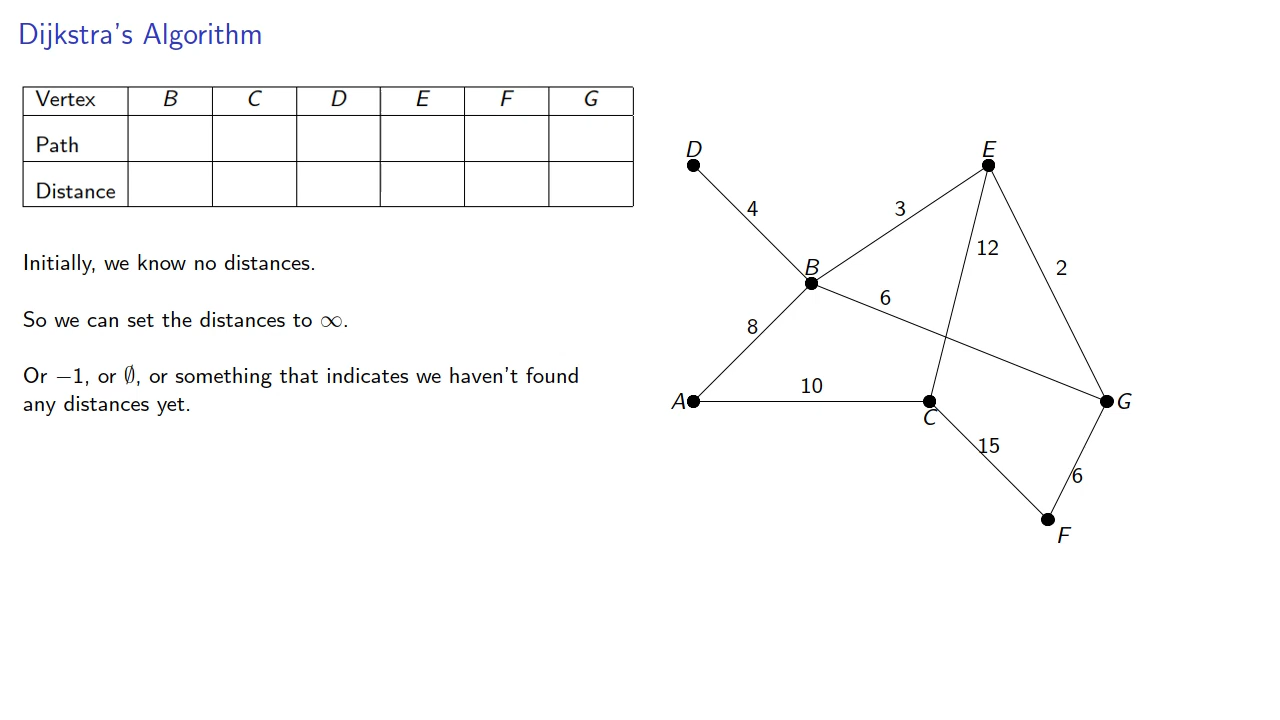 Dijkstra's Algorithm
Vertex B C D E F G
Path
Distance
Initially, we know no distances.
So we can set the distances to ∞.
Or −1, or ∅, or something that indicates we haven't found
any distances yet.
D E
4 3
12
B 2
6
8
10
A G
C
15
6
F